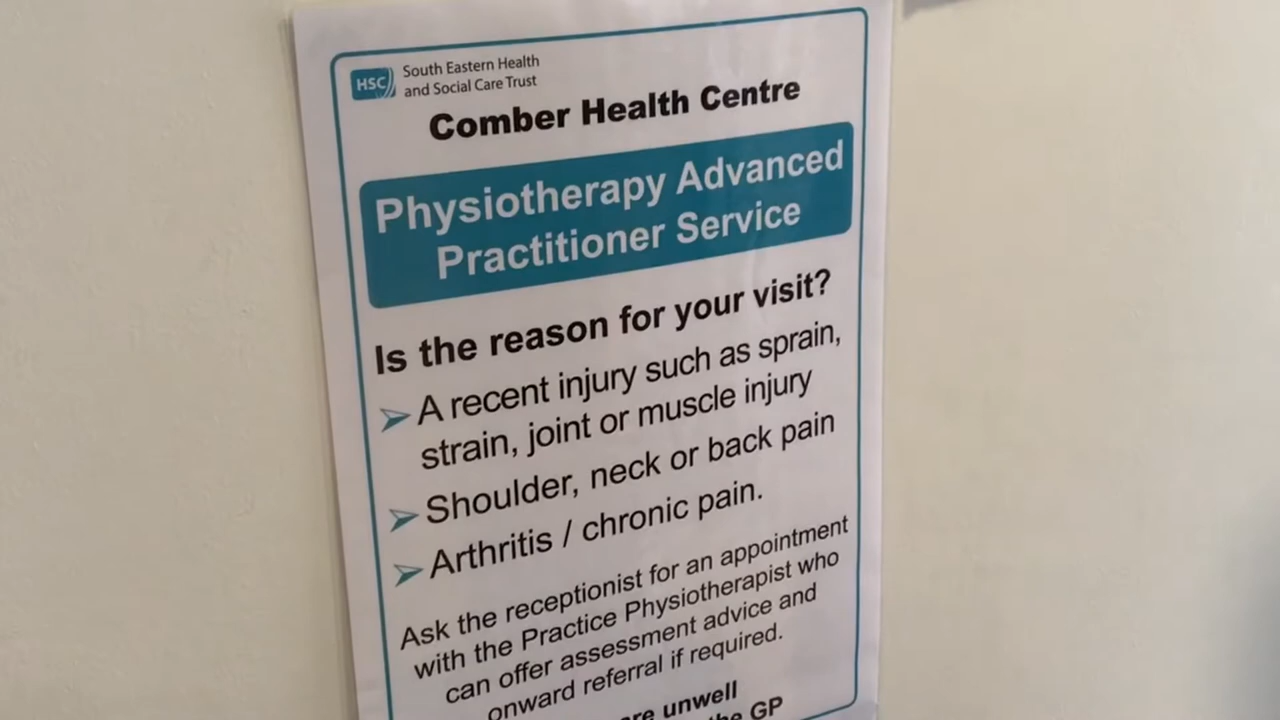 HSC
South Eastern Health
and Social Care Trust
Comber Health Centre
Physiotherapy Advanced
Practitioner Service
Is the reason for your visit?
A recent injury such as sprain,
strain, joint or muscle injury
Shoulder, neck or back pain
Arthritis / chronic pain.
Ask the receptionist for an appointment
with the Practice Physiotherapist who
can offer assessment advice and
onward referral if required.
unwell
the GP